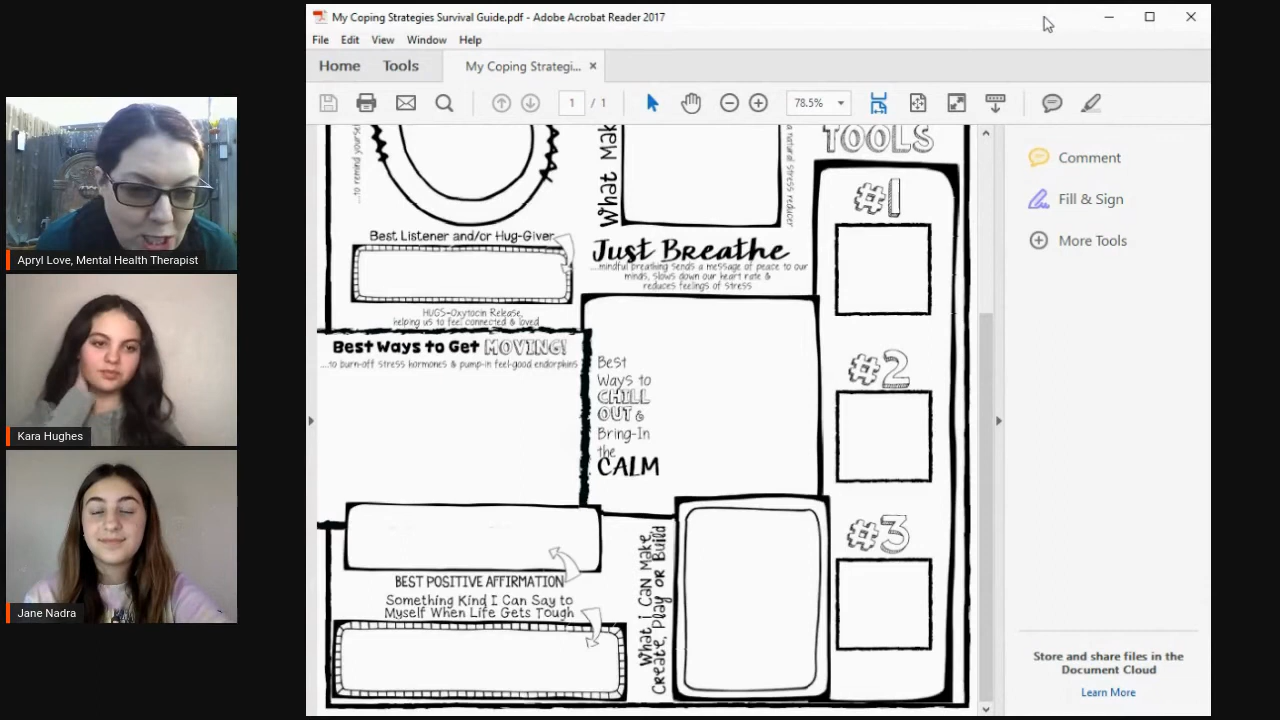 My Coping Strategies Survival Guide.pdf - Adobe Acrobat Reader 2017
File Edit View Window Help
Home Tools My Coping Strategi... ×
1 / 1 78.5%
Apryl Love, Mental Health Therapist
Kara Hughes
Jane Nadra
to remind yourself
What Mak
a natural stress reducer
TOOLS
#1
#2
#3
Best Listener and/or Hug-Giver
HUGS=Oxytocin Release,
helping us to feel connected & loved
Just Breathe
....mindful breathing sends a message of peace to our
minds, slows down our heart rate &
reduces feelings of stress
Best Ways to Get MOVING!
....to burn-off stress hormones & pump-in feel-good endorphins
Best
Ways to
CHILL
OUT &
Bring-In
the
CALM
BEST POSITIVE AFFIRMATION
Something Kind I Can Say to
Myself When Life Gets Tough
What I CAN Make,
Create, Play OR Build
Comment
Fill & Sign
More Tools
Store and share files in the
Document Cloud
Learn More